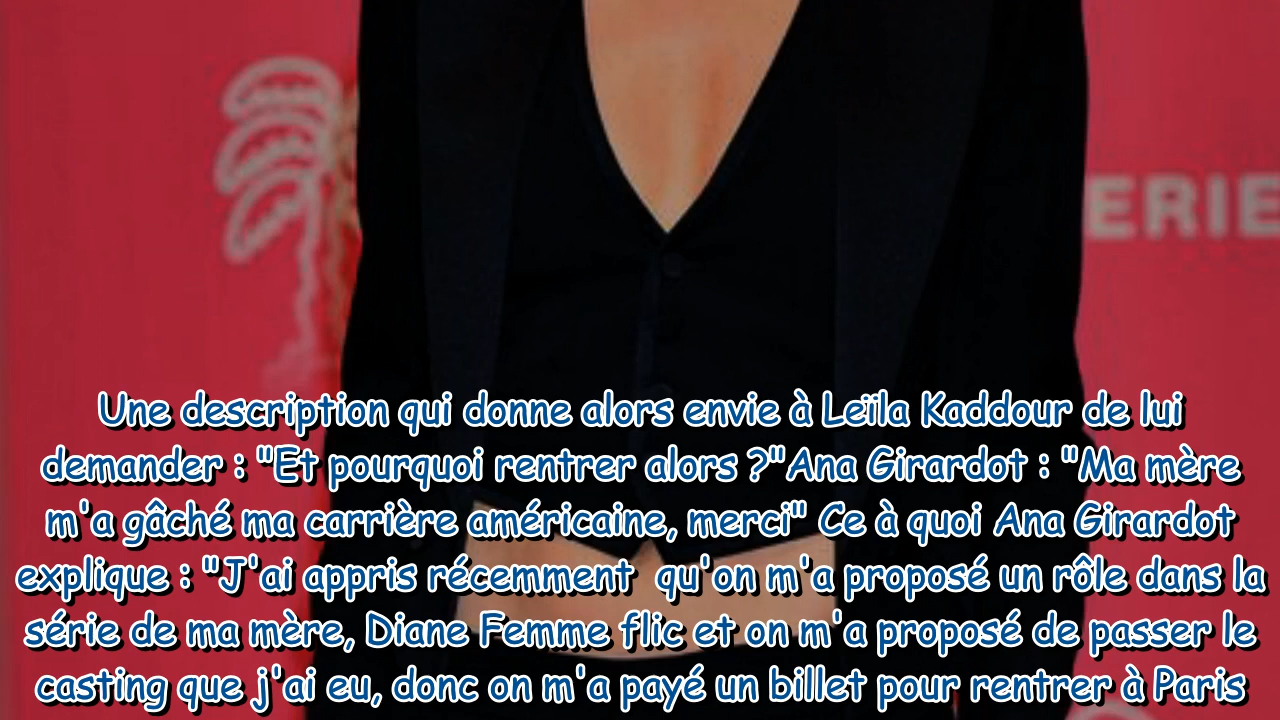 ERIE
Une description qui donne alors envie à Leïla Kaddour de lui
demander : "Et pourquoi rentrer alors ?"Ana Girardot : "Ma mère
m'a gâché ma carrière américaine, merci" Ce à quoi Ana Girardot
explique : "J'ai appris récemment  qu'on m'a proposé un rôle dans la
série de ma mère, Diane Femme flic et on m'a proposé de passer le
casting que j'ai eu, donc on m'a payé un billet pour rentrer à Paris